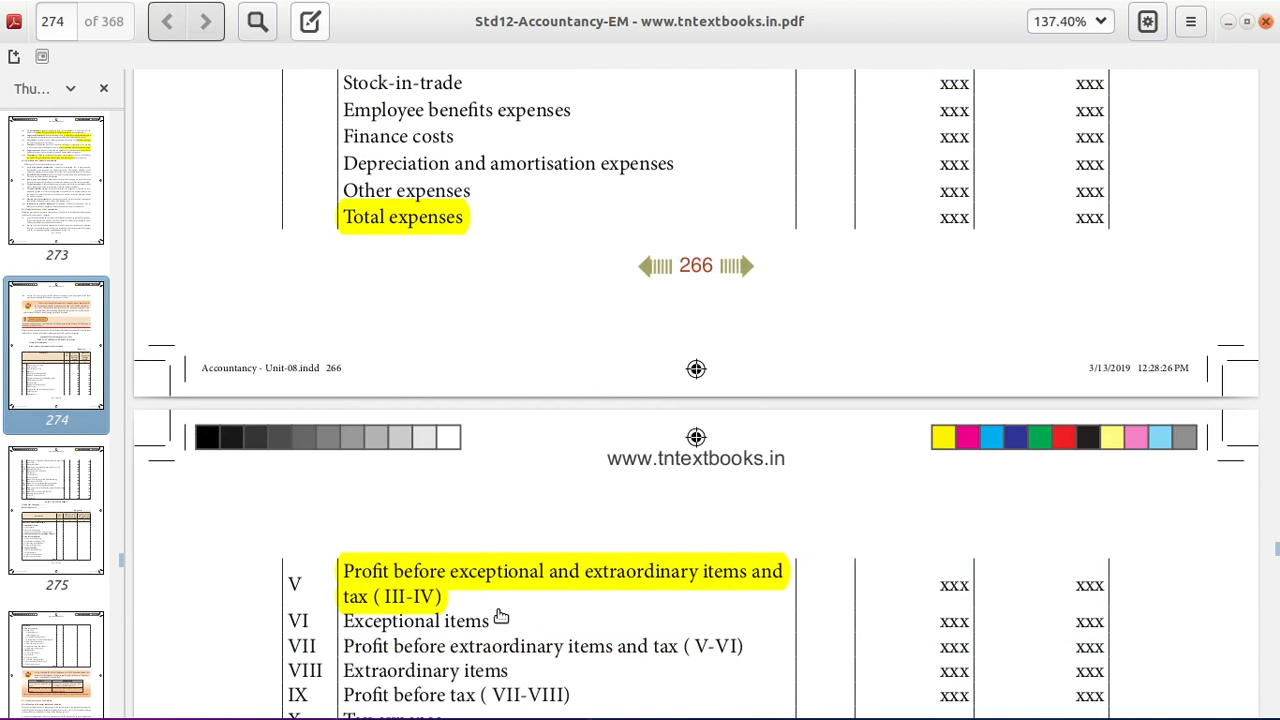 274 of 368 Std12-Accountancy-EM - www.tntextbooks.in.pdf 137.40%
Thu...
273
274
275
Stock-in-trade xxx xxx
Employee benefits expenses xxx xxx
Finance costs xxx xxx
Depreciation and amortisation expenses xxx xxx
Other expenses xxx xxx
Total expenses xxx xxx
266
Accountancy - Unit-08.indd 266 3/13/2019 12:28:26 PM
www.tntextbooks.in
V Profit before exceptional and extraordinary items and
tax ( III-IV) xxx xxx
VI Exceptional items xxx xxx
VII Profit before extraordinary items and tax ( V-VI) xxx xxx
VIII Extraordinary items xxx xxx
IX Profit before tax ( VII-VIII) xxx xxx